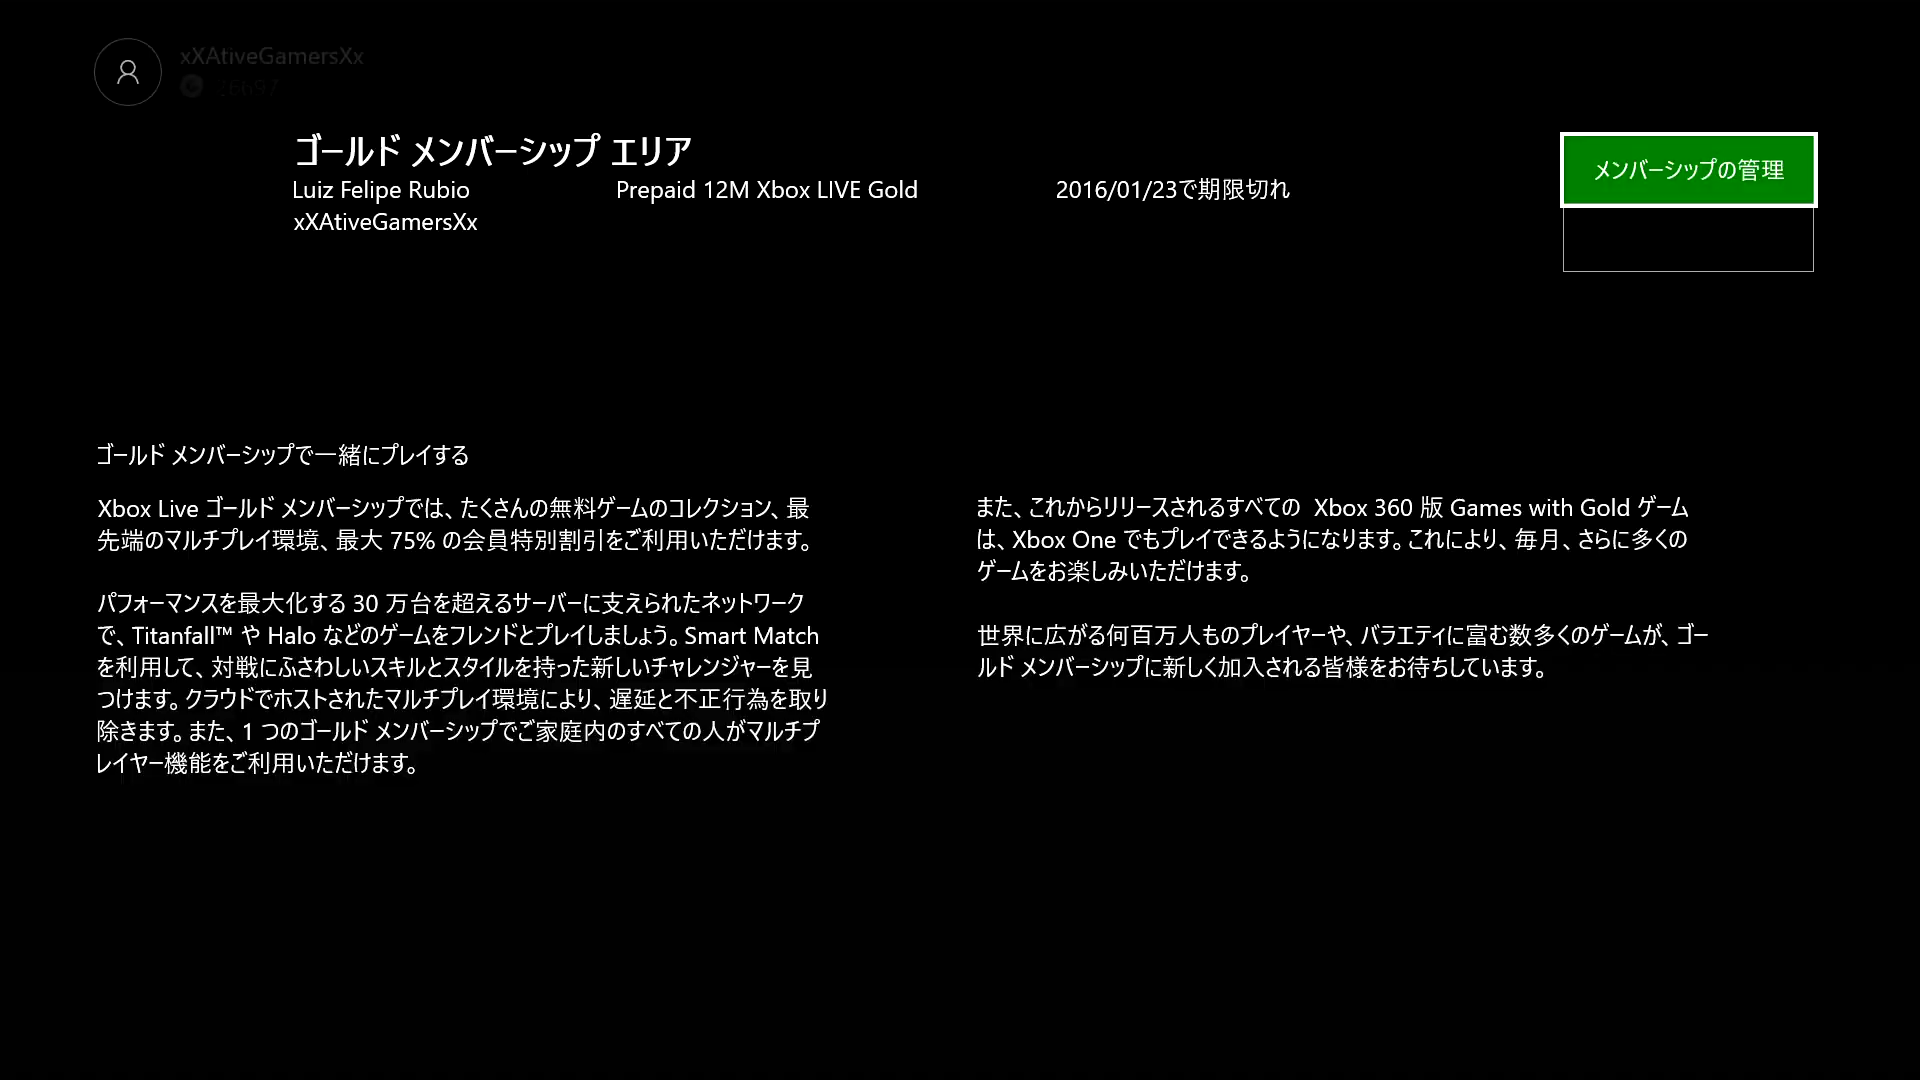 xXAtiveGamersXx
ゴールド メンバーシップ エリア
メンバーシップの管理
Luiz Felipe Rubio
Prepaid 12M Xbox LIVE Gold
2016/01/23で期限切れ
xXAtiveGamersXx
ゴールド メンバーシップで一緒にプレイする
Xbox Live ゴールド メンバーシップでは、たくさんの無料ゲームのコレクション、最
先端のマルチプレイ環境、最大 75% の会員特別割引をご利用いただけます。
パフォーマンスを最大化する 30 万台を超えるサーバーに支えられたネットワーク
で、Titanfall™ や Halo などのゲームをフレンドとプレイしましょう。Smart Match
を利用して、対戦にふさわしいスキルとスタイルを持った新しいチャレンジャーを見
つけます。クラウドでホストされたマルチプレイ環境により、遅延と不正行為を取り
除きます。また、1 つのゴールド メンバーシップでご家庭内のすべての人がマルチプ
レイヤー機能をご利用いただけます。
また、これからリリースされるすべての Xbox 360 版 Games with Gold ゲーム
は、Xbox One でもプレイできるようになります。これにより、毎月、さらに多くの
ゲームをお楽しみいただけます。
世界に広がる何百万人ものプレイヤーや、バラエティに富む数多くのゲームが、ゴー
ルド メンバーシップに新しく加入される皆様をお待ちしています。